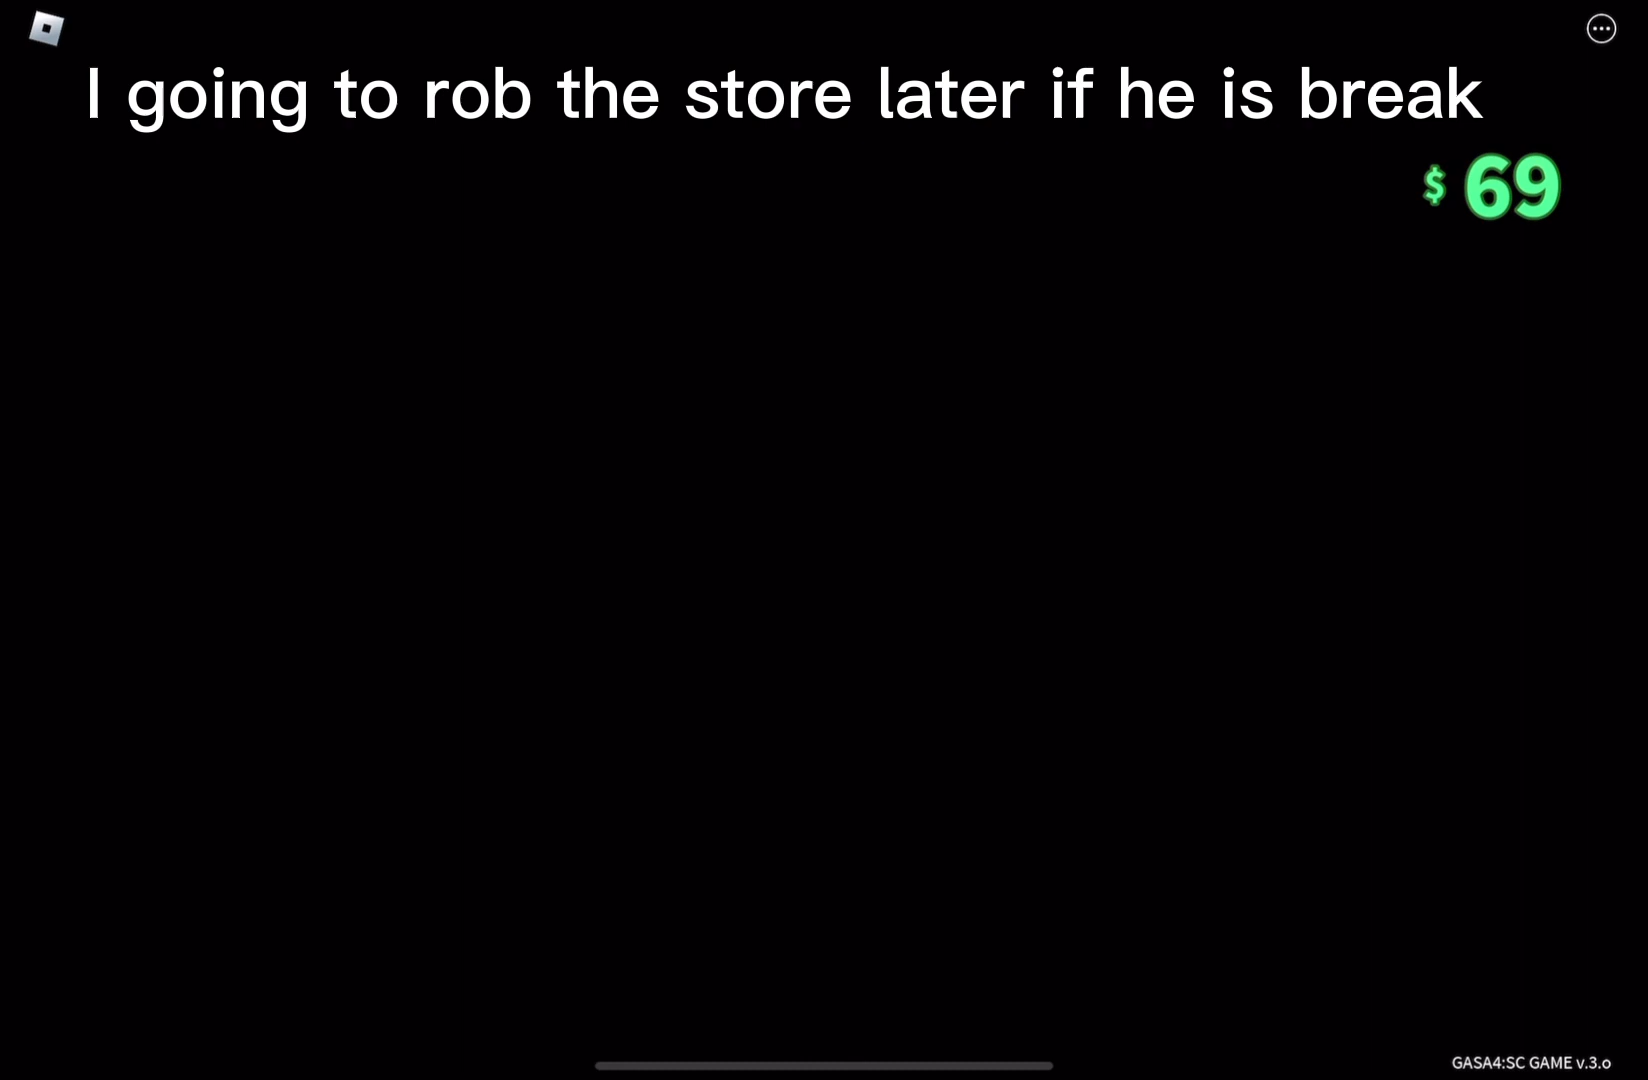 I going to rob the store later if he is break
$ 69
GASA4:SC GAME v.3.o